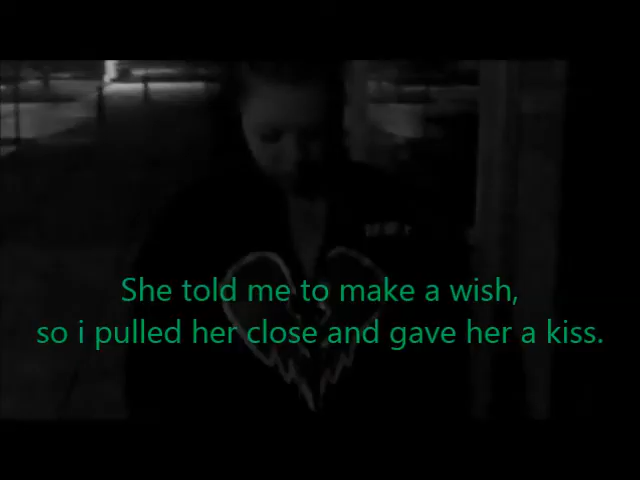 She told me to make a wish,
so i pulled her close and gave her a kiss.